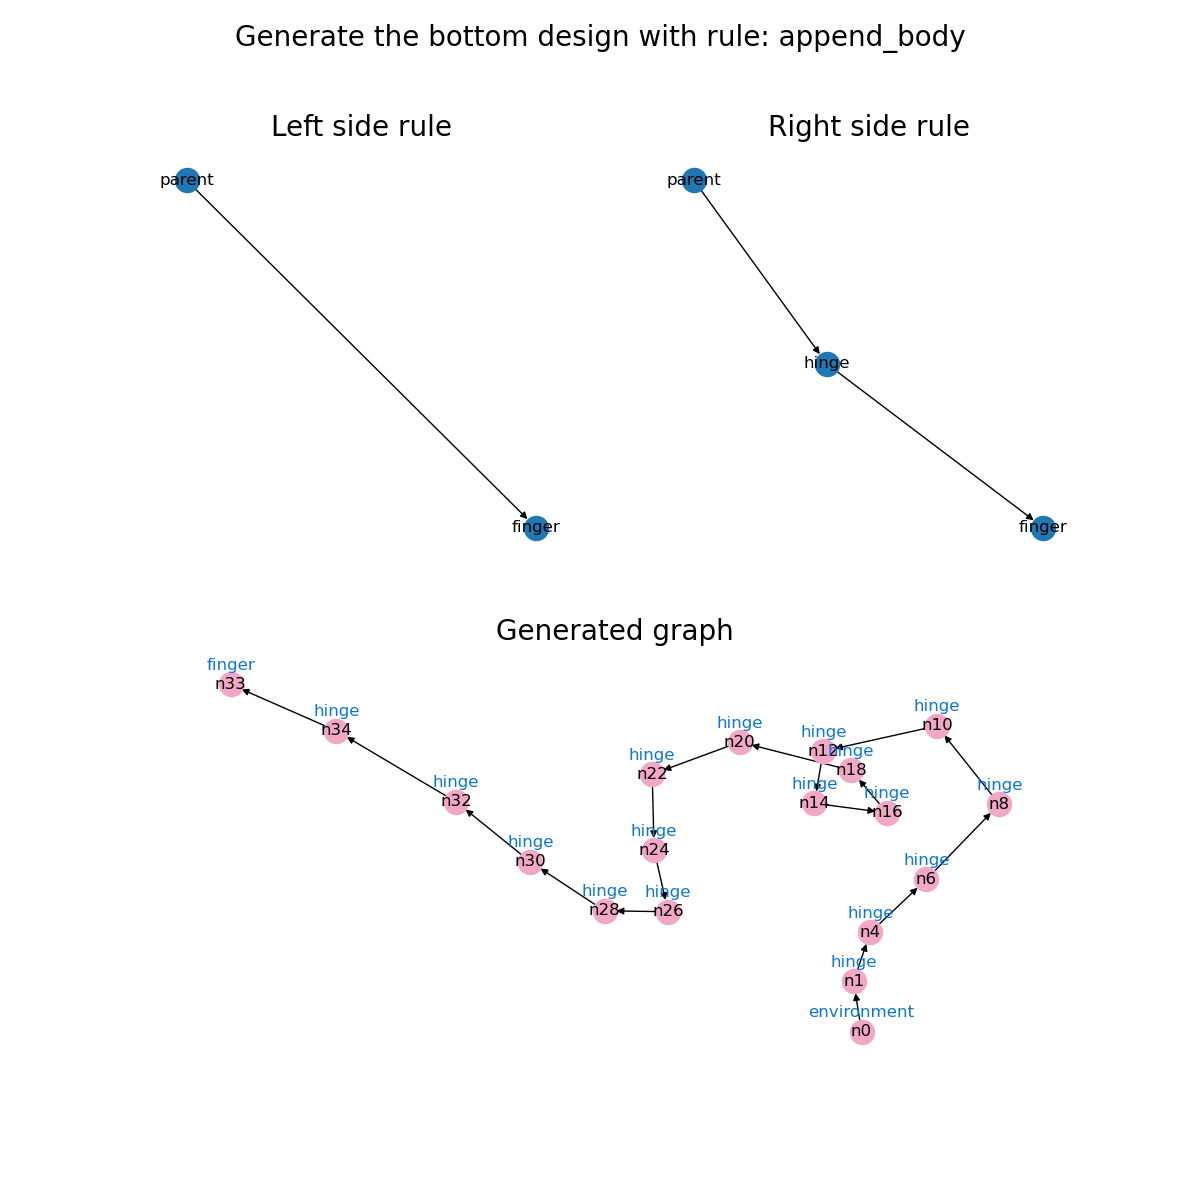 Generate the bottom design with rule: append_body
Left side rule
Right side rule
parent
parent
hinge
finger
finger
Generated graph
finger
n33
hinge
n34
hinge
n10
hinge
n20
hinge
n12
hinge
n18
hinge
n22
hinge
n32
hinge
n14
hinge
n16
hinge
n8
hinge
n24
hinge
n30
hinge
n6
hinge
n28
hinge
n26
hinge
n4
hinge
n1
environment
n0